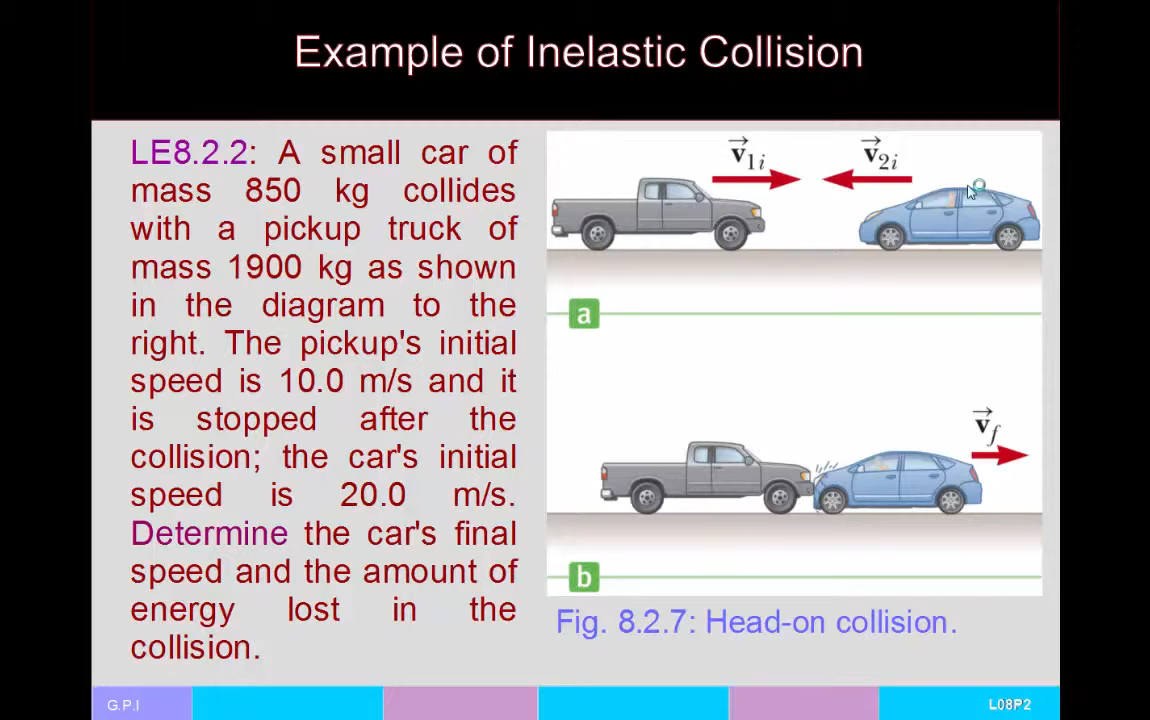 Example of Inelastic Collision
LE8.2.2: A small car of
mass 850 kg collides
with a pickup truck of
mass 1900 kg as shown
in the diagram to the
right. The pickup's initial
speed is 10.0 m/s and it
is stopped after the
collision; the car's initial
speed is 20.0 m/s.
Determine the car's final
speed and the amount of
energy lost in the
collision.
v⃗1i
v⃗2i
a
v⃗f
b
Fig. 8.2.7: Head-on collision.
G.P.I
L08P2